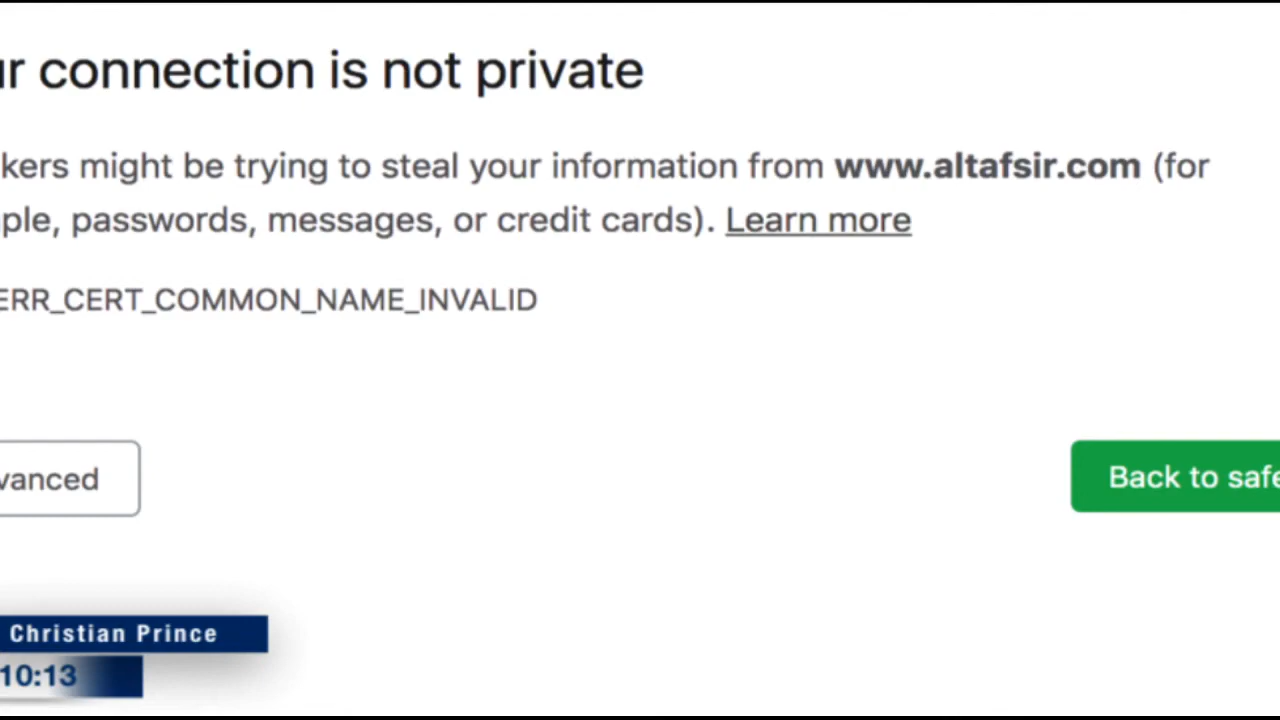 ur connection is not private
kers might be trying to steal your information from www.altafsir.com (for
ple, passwords, messages, or credit cards). Learn more
ERR_CERT_COMMON_NAME_INVALID
vanced
Back to safe
Christian Prince
10:13